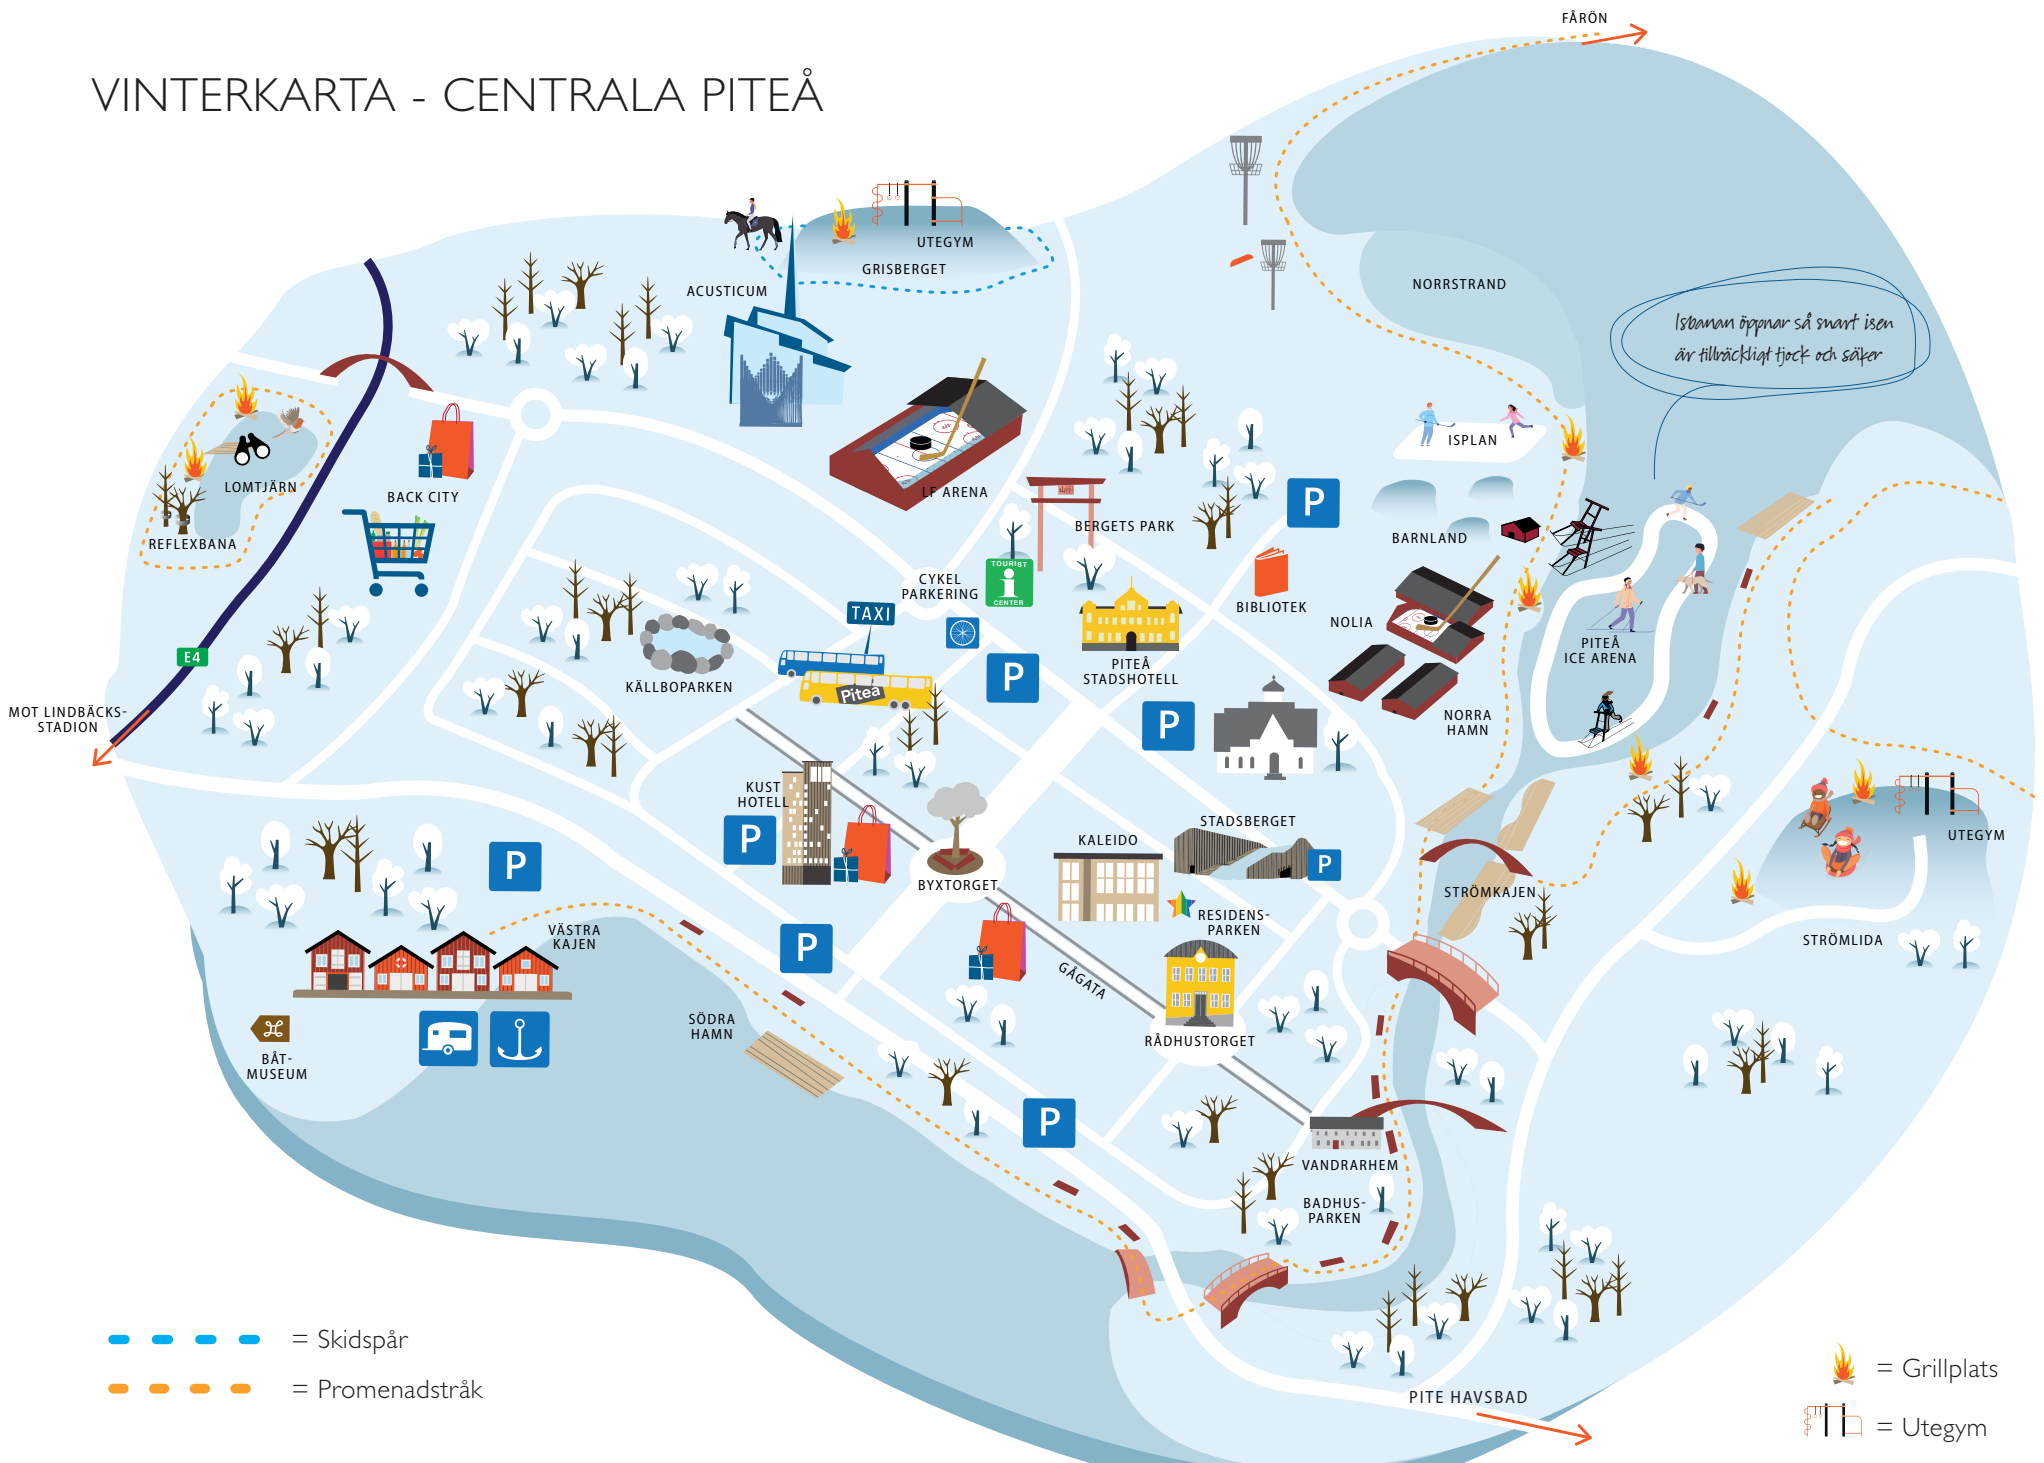 FÅRÖN
VINTERKARTA - CENTRALA PITEÅ
UTEGYM
GRISBERGET
ACUSTICUM
NORRSTRAND
Isbanan öppnar så snart isen
är tillräckligt tjock och säker
ISPLAN
LOMTJÄRN
BACK CITY
LF ARENA
P
REFLEXBANA
BERGETS PARK
BARNLAND
TOURIST
i
CENTER
CYKEL
PARKERING
TAXI
BIBLIOTEK
NOLIA
PITEÅ
ICE ARENA
E4
KÄLLBOPARKEN
Piteå
P
PITEÅ
STADSHOTELL
P
NORRA
HAMN
MOT LINDBÄCKS-
STADION
KUST
HOTELL
P
P
BYXTORGET
KALEIDO
STADSBERGET
P
UTEGYM
STRÖMKAJEN
RESIDENS-
PARKEN
STRÖMLIDA
VÄSTRA
KAJEN
P
GÅGATA
SÖDRA
HAMN
RÅDHUSTORGET
BÅT-
MUSEUM
P
VANDRARHEM
BADHUS-
PARKEN
= Skidspår
= Promenadstråk
PITE HAVSBAD
= Grillplats
= Utegym